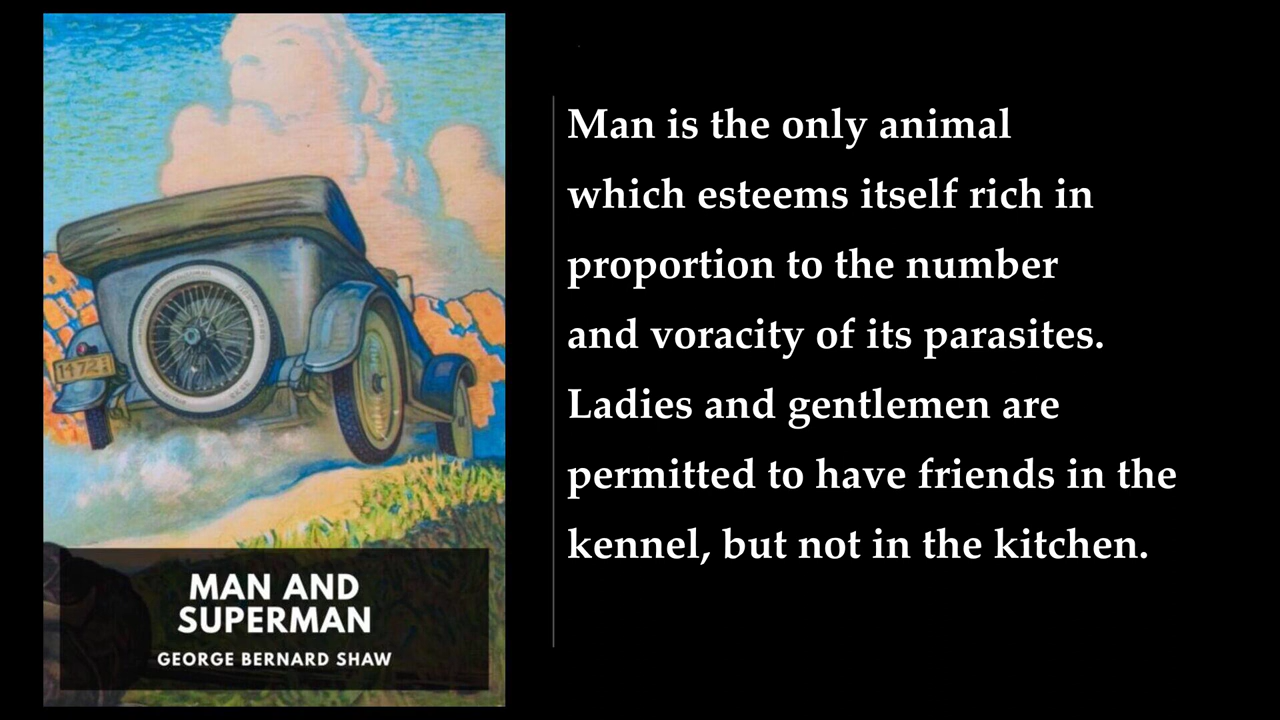 1472
MAN AND
SUPERMAN
GEORGE BERNARD SHAW
Man is the only animal
which esteems itself rich in
proportion to the number
and voracity of its parasites.
Ladies and gentlemen are
permitted to have friends in the
kennel, but not in the kitchen.